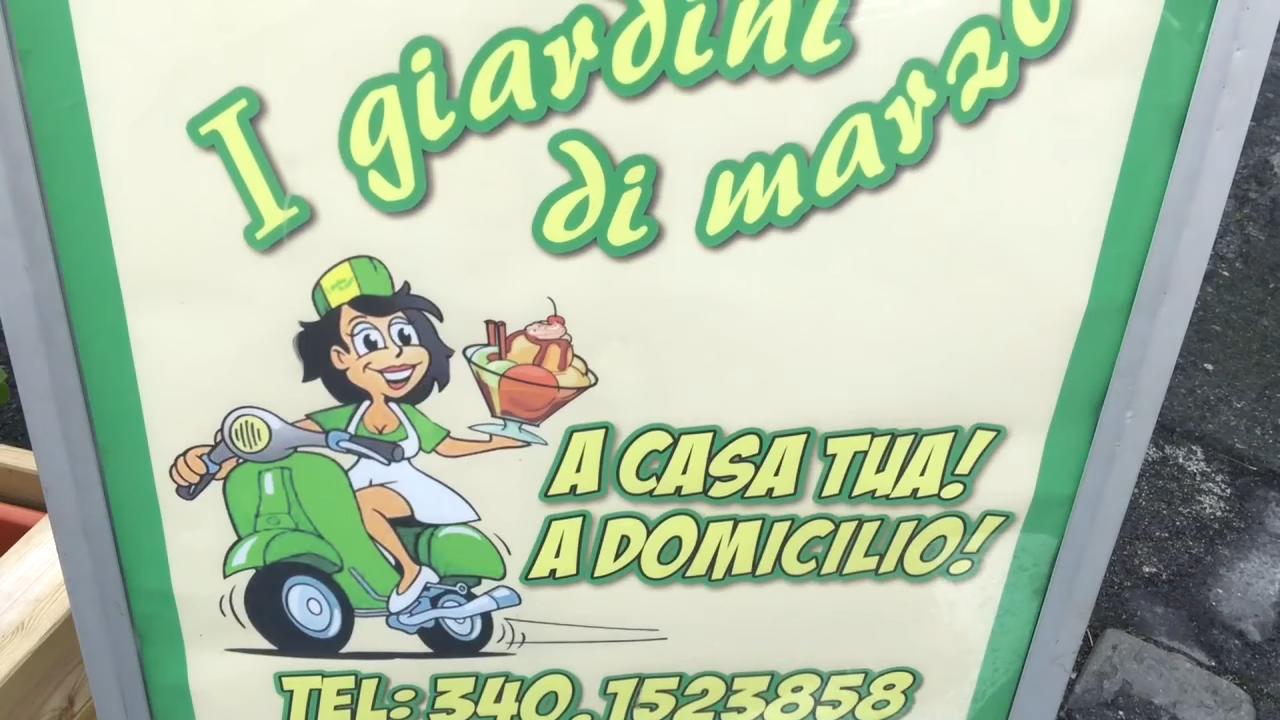 I giardini
di marzo
A CASA TUA!
A DOMICILIO!
TEL: 340.1523858